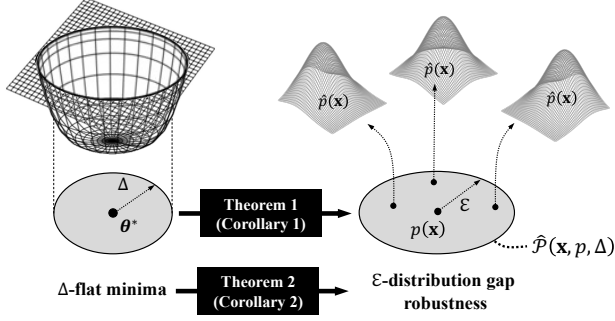 p̂(𝐱)
p̂(𝐱)
p̂(𝐱)
Δ
𝜽*
Theorem 1
(Corollary 1)
ℰ
p(𝐱)
𝒫̂(𝐱, p, Δ)
Δ-flat minima
Theorem 2
(Corollary 2)
ℰ-distribution gap
robustness